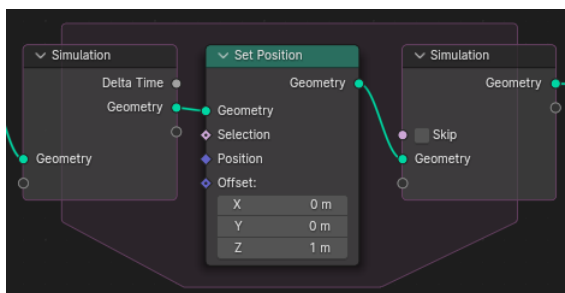 Simulation
Delta Time
Geometry
Geometry
Set Position
Geometry
Geometry
Selection
Position
Offset:
X 0 m
Y 0 m
Z 1 m
Simulation
Geometry
Skip
Geometry